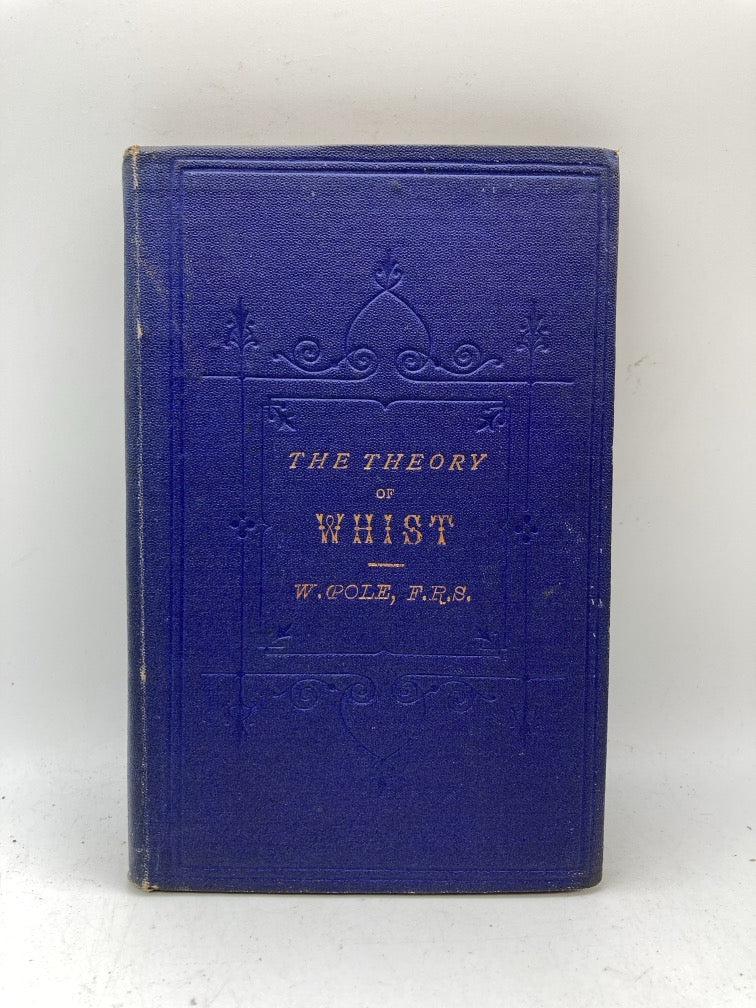 THE THEORY
OF
WHIST
W. POLE, F.R.S.